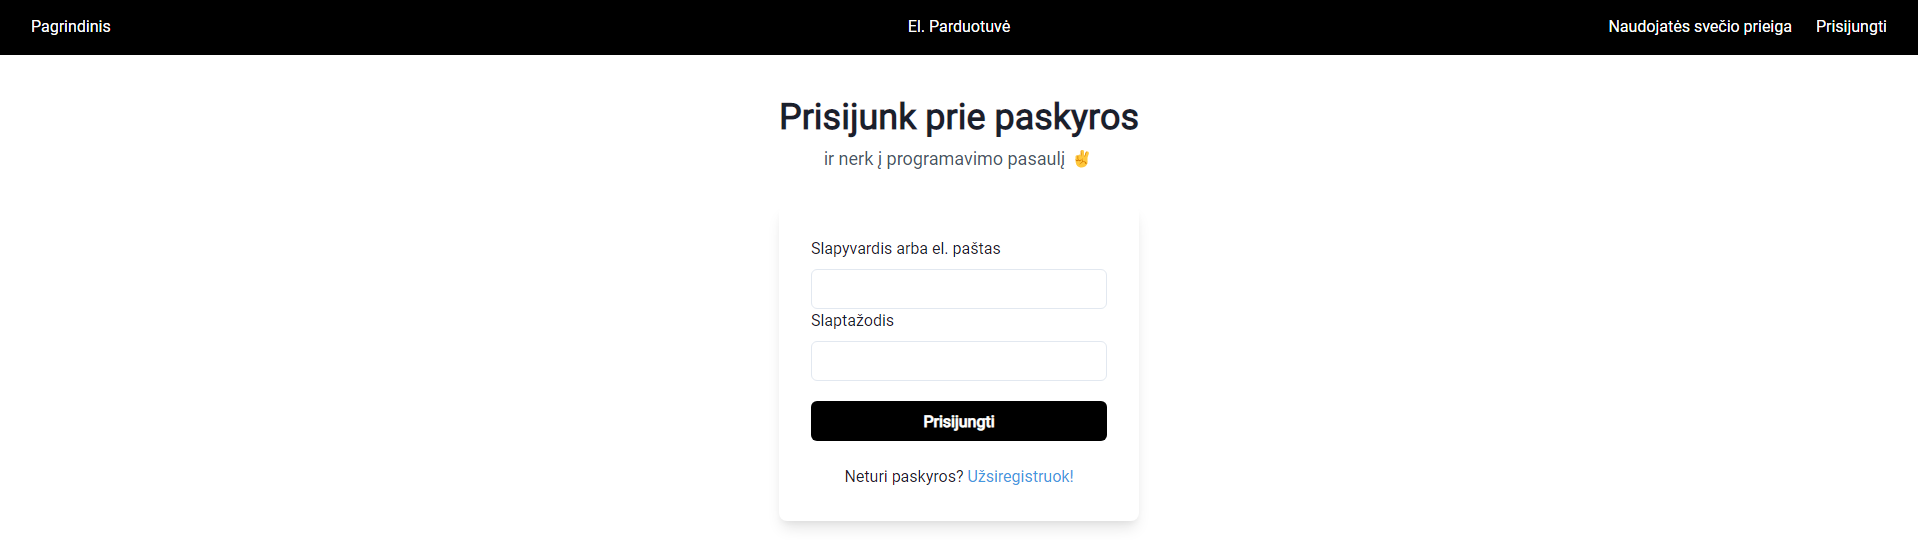 Pagrindinis
El. Parduotuvė
Naudojatės svečio prieiga
Prisijungti
Prisijunk prie paskyros
ir nerk į programavimo pasaulį ✌️
Slapyvardis arba el. paštas
Slaptažodis
Prisijungti
Neturi paskyros? Užsiregistruok!